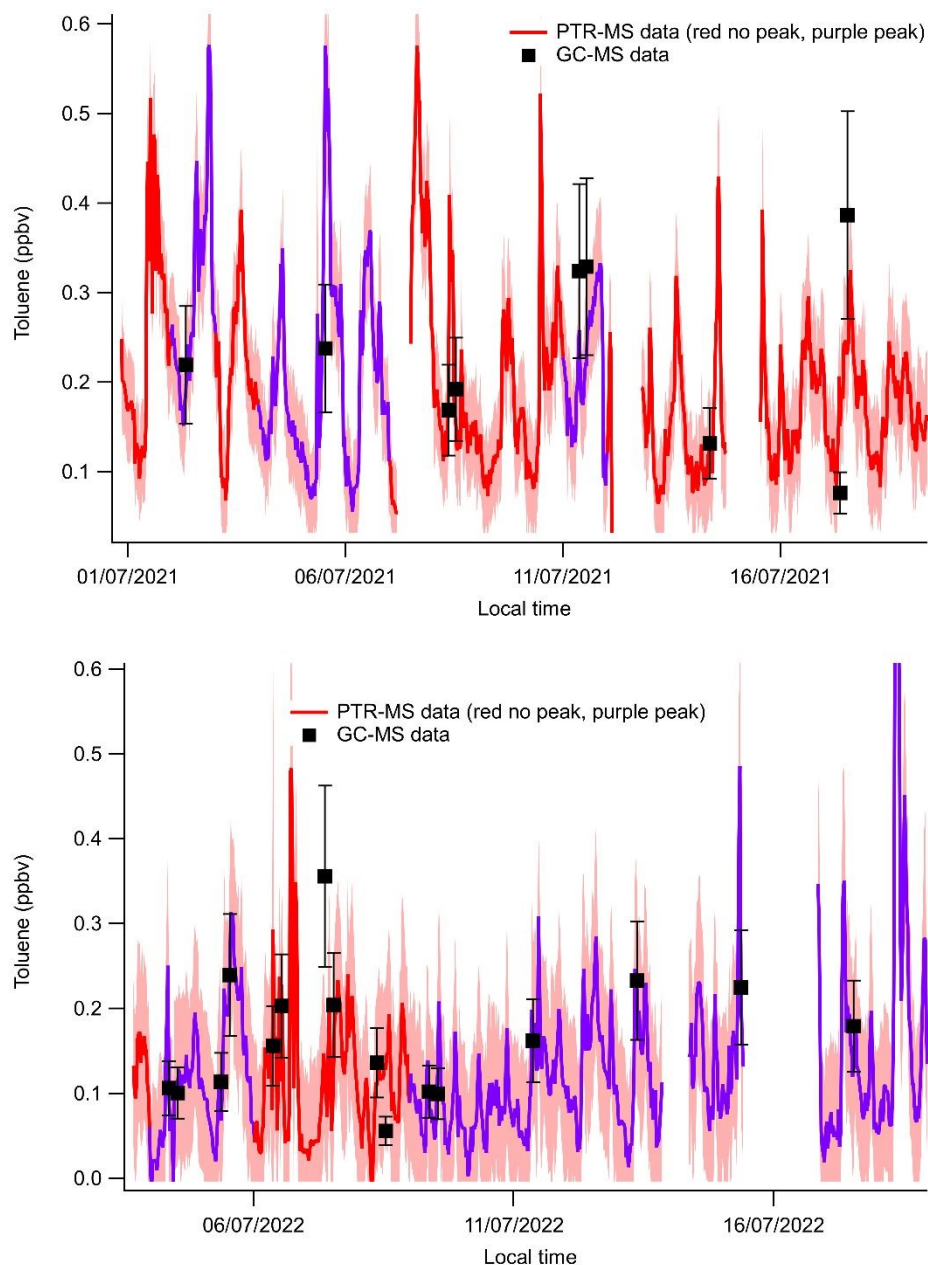 PTR-MS data (red no peak, purple peak)
GC-MS data
Toluene (ppbv)
0.6
0.5
0.4
0.3
0.2
0.1
01/07/2021 06/07/2021 11/07/2021 16/07/2021
Local time
PTR-MS data (red no peak, purple peak)
GC-MS data
Toluene (ppbv)
0.6
0.5
0.4
0.3
0.2
0.1
0.0
06/07/2022 11/07/2022 16/07/2022
Local time